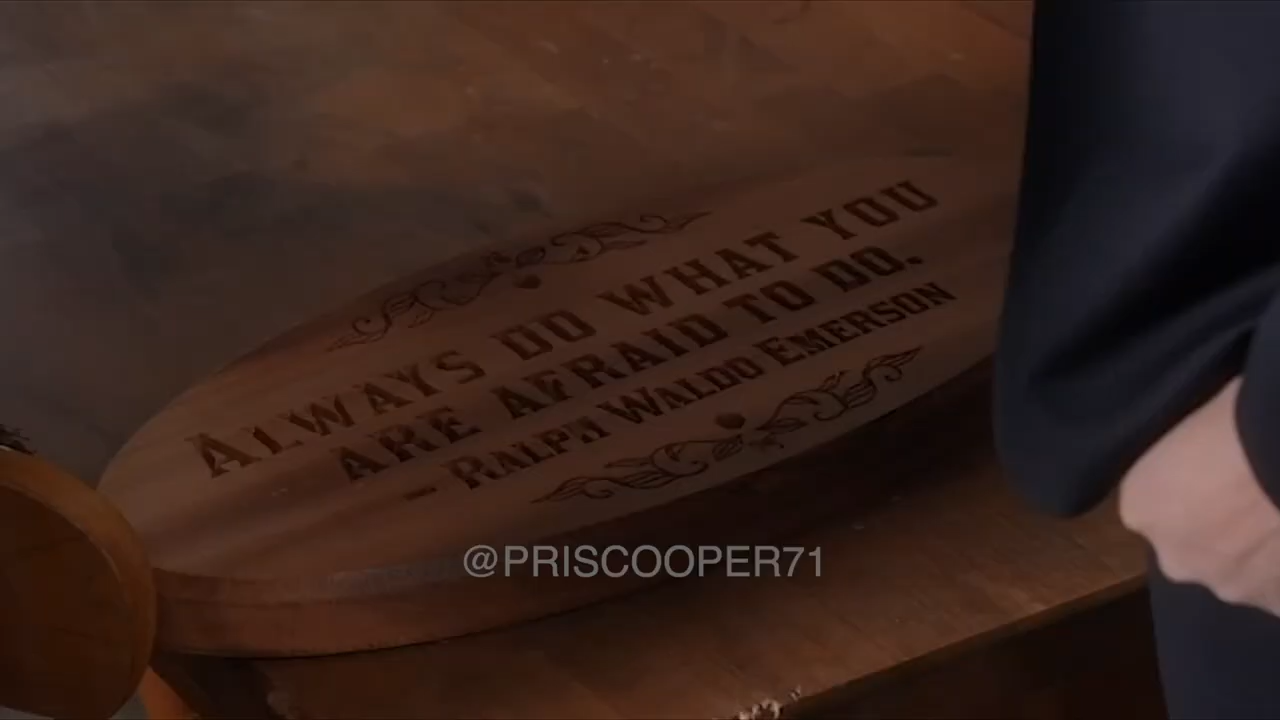 ALWAYS DO WHAT YOU
ARE AFRAID TO DO.
- RALPH WALDO EMERSON
@PRISCOOPER71